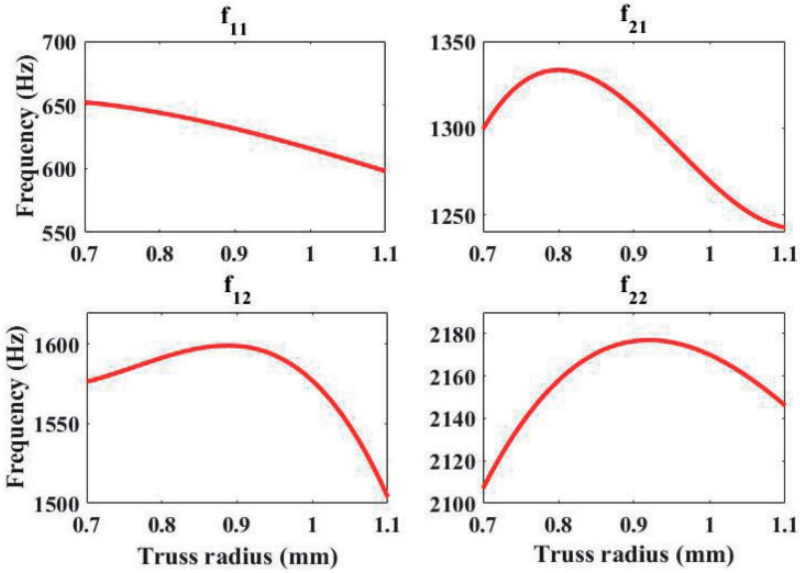 f11
700
650
600
550
Frequency (Hz)
0.7 0.8 0.9 1 1.1
f21
1350
1300
1250
0.7 0.8 0.9 1 1.1
f12
1600
1550
1500
Frequency (Hz)
0.7 0.8 0.9 1 1.1
Truss radius (mm)
f22
2180
2160
2140
2120
2100
0.7 0.8 0.9 1 1.1
Truss radius (mm)